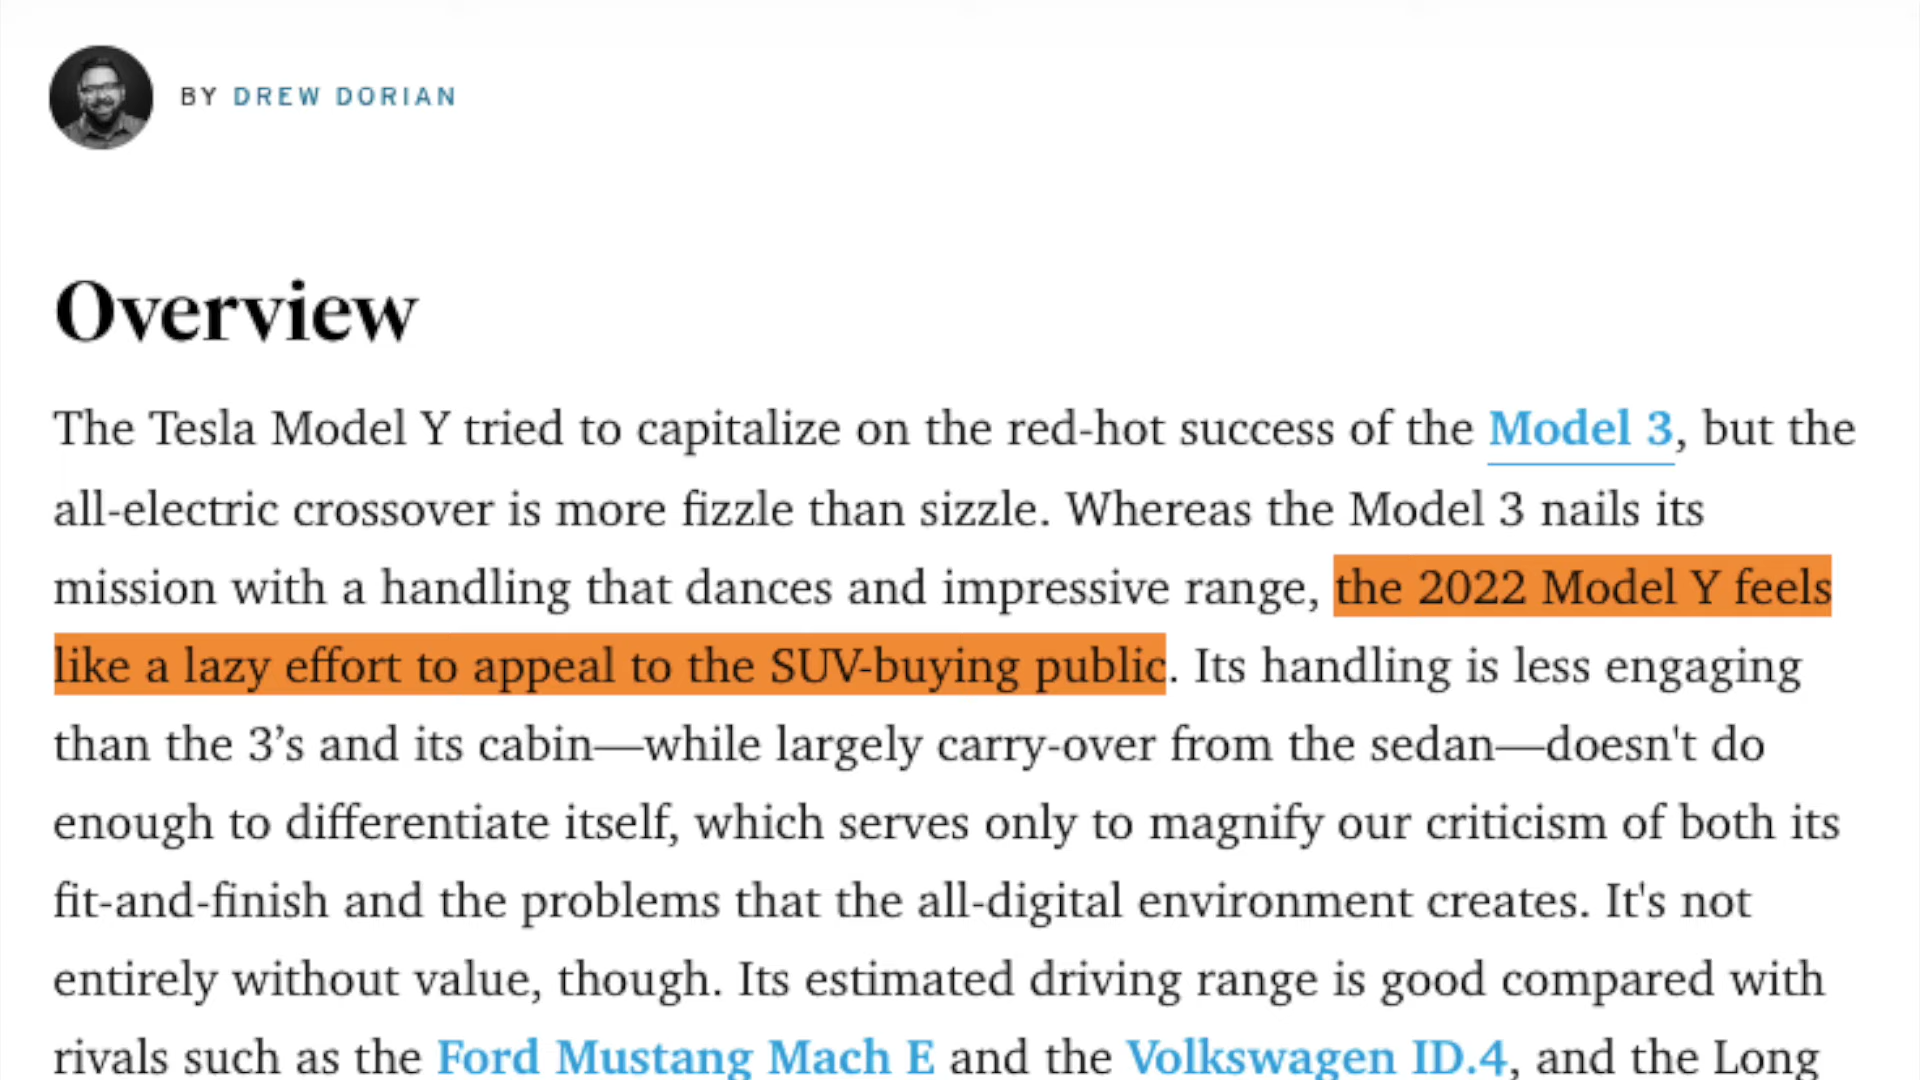 BY DREW DORIAN
Overview
The Tesla Model Y tried to capitalize on the red-hot success of the Model 3, but the
all-electric crossover is more fizzle than sizzle. Whereas the Model 3 nails its
mission with a handling that dances and impressive range, the 2022 Model Y feels
like a lazy effort to appeal to the SUV-buying public. Its handling is less engaging
than the 3’s and its cabin—while largely carry-over from the sedan—doesn't do
enough to differentiate itself, which serves only to magnify our criticism of both its
fit-and-finish and the problems that the all-digital environment creates. It's not
entirely without value, though. Its estimated driving range is good compared with
rivals such as the Ford Mustang Mach E and the Volkswagen ID.4, and the Long